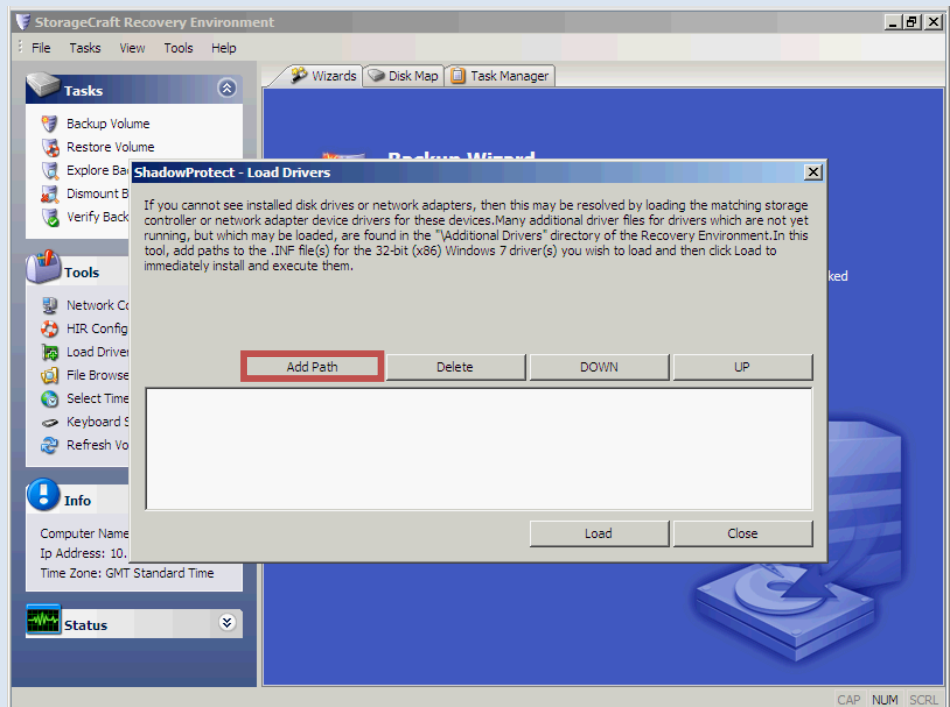 StorageCraft Recovery Environment
File Tasks View Tools Help
Wizards Disk Map Task Manager
Tasks
Backup Volume
Restore Volume
Explore Ba
Dismount B
Verify Back
Tools
Network Co
HIR Config
Load Driver
File Browse
Select Time
Keyboard S
Refresh Vo
Info
Computer Name
Ip Address: 10.
Time Zone: GMT Standard Time
Status
Backup Wizard
ked
ShadowProtect - Load Drivers
If you cannot see installed disk drives or network adapters, then this may be resolved by loading the matching storage
controller or network adapter device drivers for these devices.Many additional driver files for drivers which are not yet
running, but which may be loaded, are found in the "\Additional Drivers" directory of the Recovery Environment.In this
tool, add paths to the .INF file(s) for the 32-bit (x86) Windows 7 driver(s) you wish to load and then click Load to
immediately install and execute them.
Add Path Delete DOWN UP
Load Close
CAP NUM SCRL